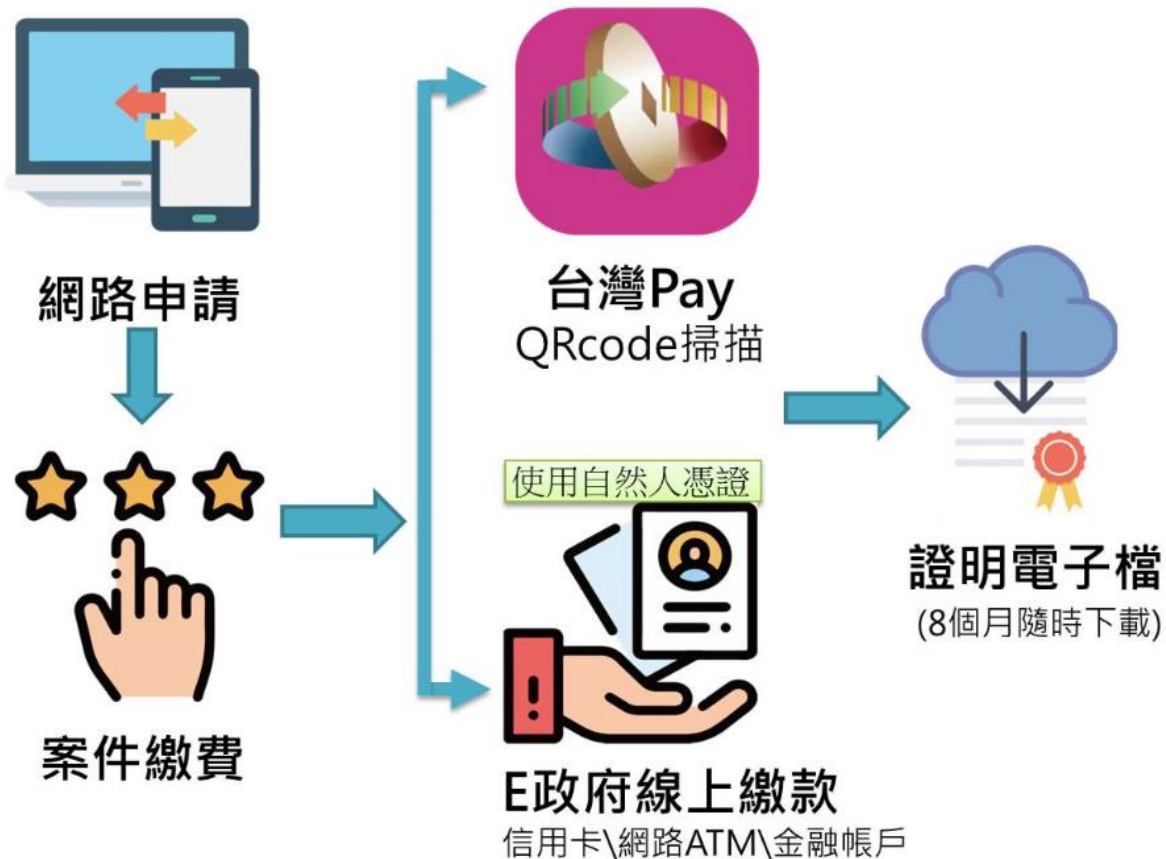 網路申請
案件繳費
台灣Pay
QRcode掃描
使用自然人憑證
E政府線上繳款
信用卡\網路ATM\金融帳戶
證明電子檔
(8個月隨時下載)